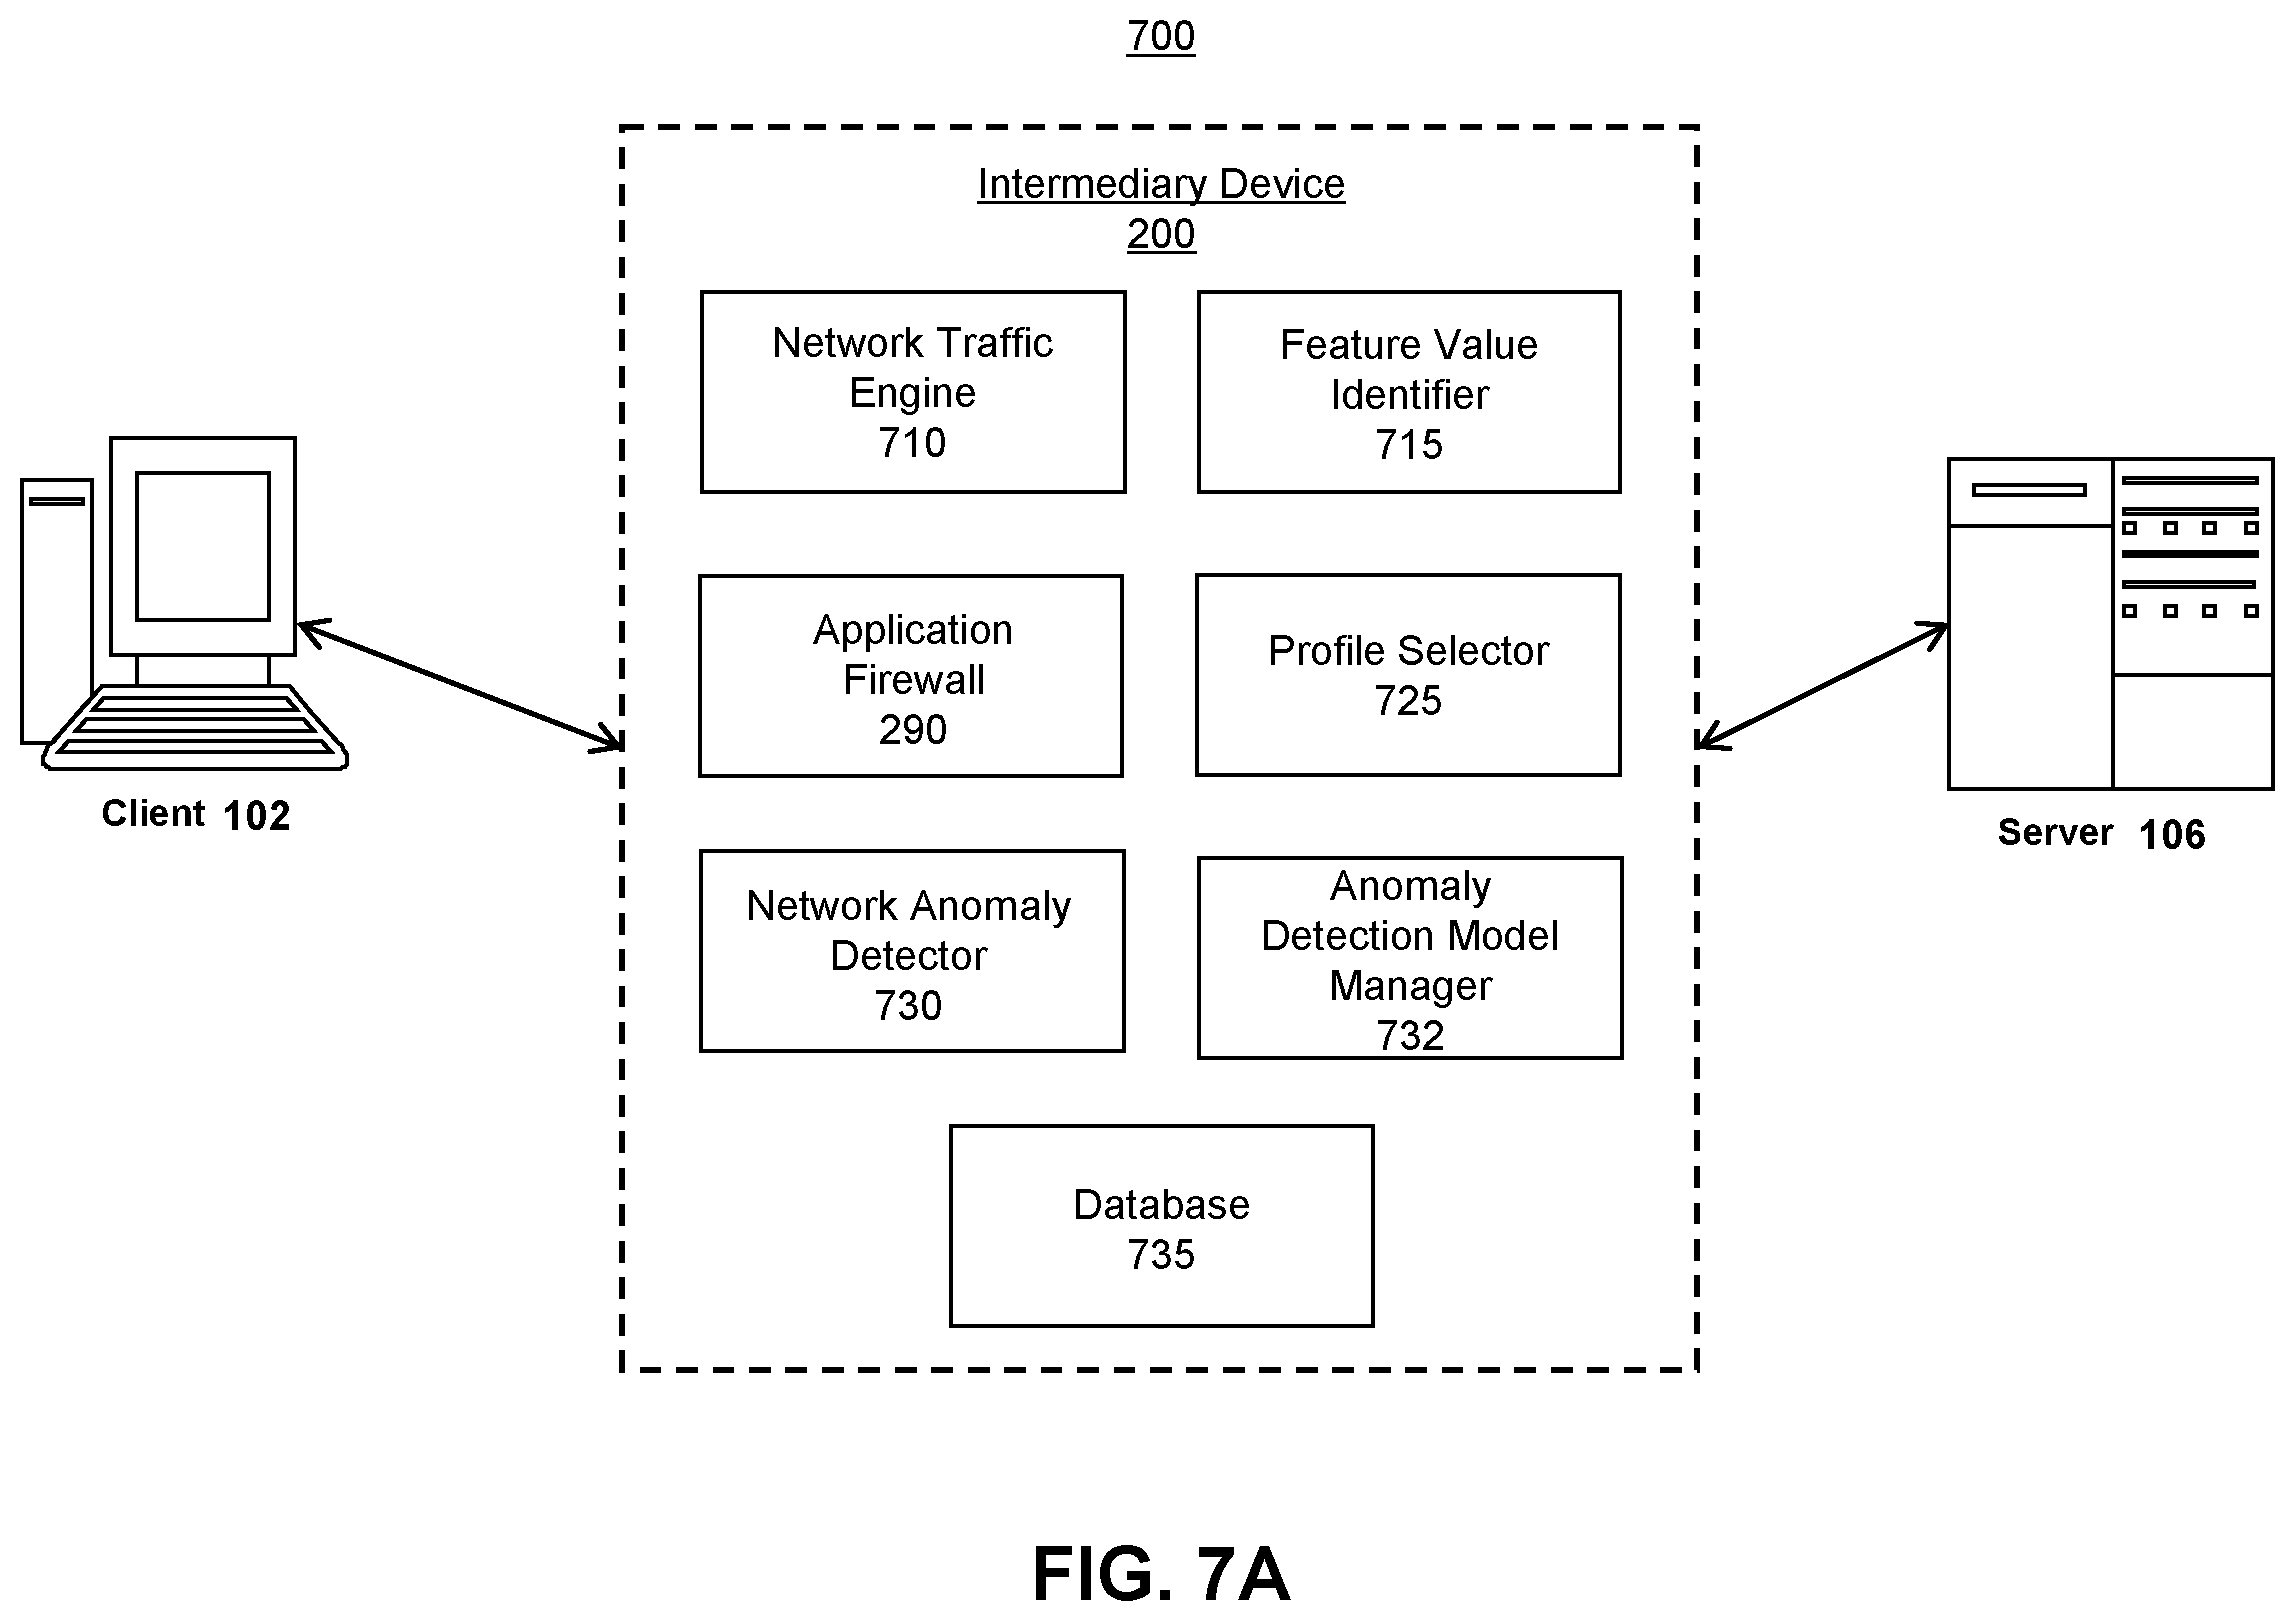 700
Intermediary Device
200
Network Traffic
Engine
710
Feature Value
Identifier
715
Application
Firewall
290
Profile Selector
725
Client 102
Server 106
Network Anomaly
Detector
730
Anomaly
Detection Model
Manager
732
Database
735
FIG. 7A